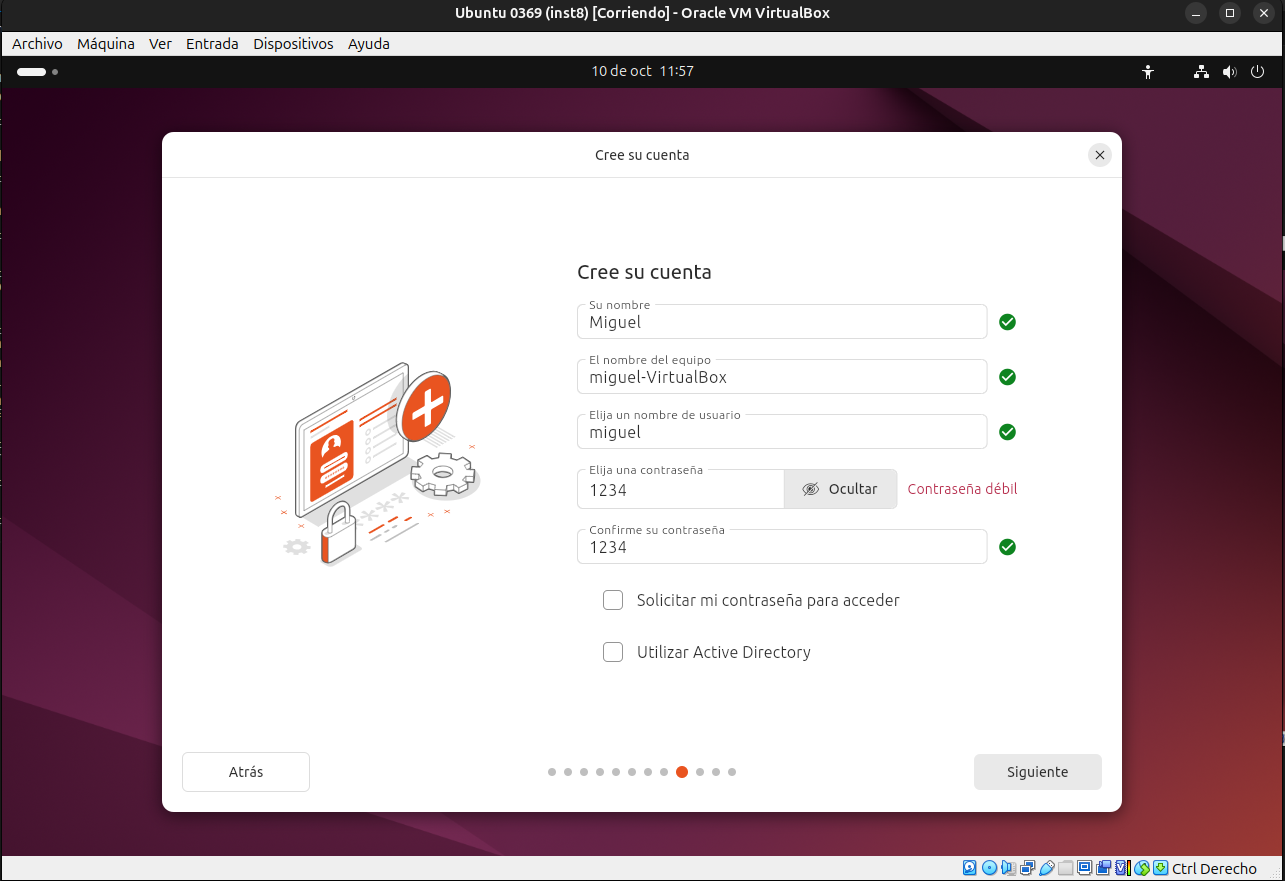 Ubuntu 0369 (inst8) [Corriendo] - Oracle VM VirtualBox
Archivo Máquina Ver Entrada Dispositivos Ayuda
10 de oct 11:57
Cree su cuenta
Cree su cuenta
Su nombre
Miguel
El nombre del equipo
miguel-VirtualBox
Elija un nombre de usuario
miguel
Elija una contraseña
1234 Ocultar Contraseña débil
Confirme su contraseña
1234
Solicitar mi contraseña para acceder
Utilizar Active Directory
Atrás Siguiente
Ctrl Derecho